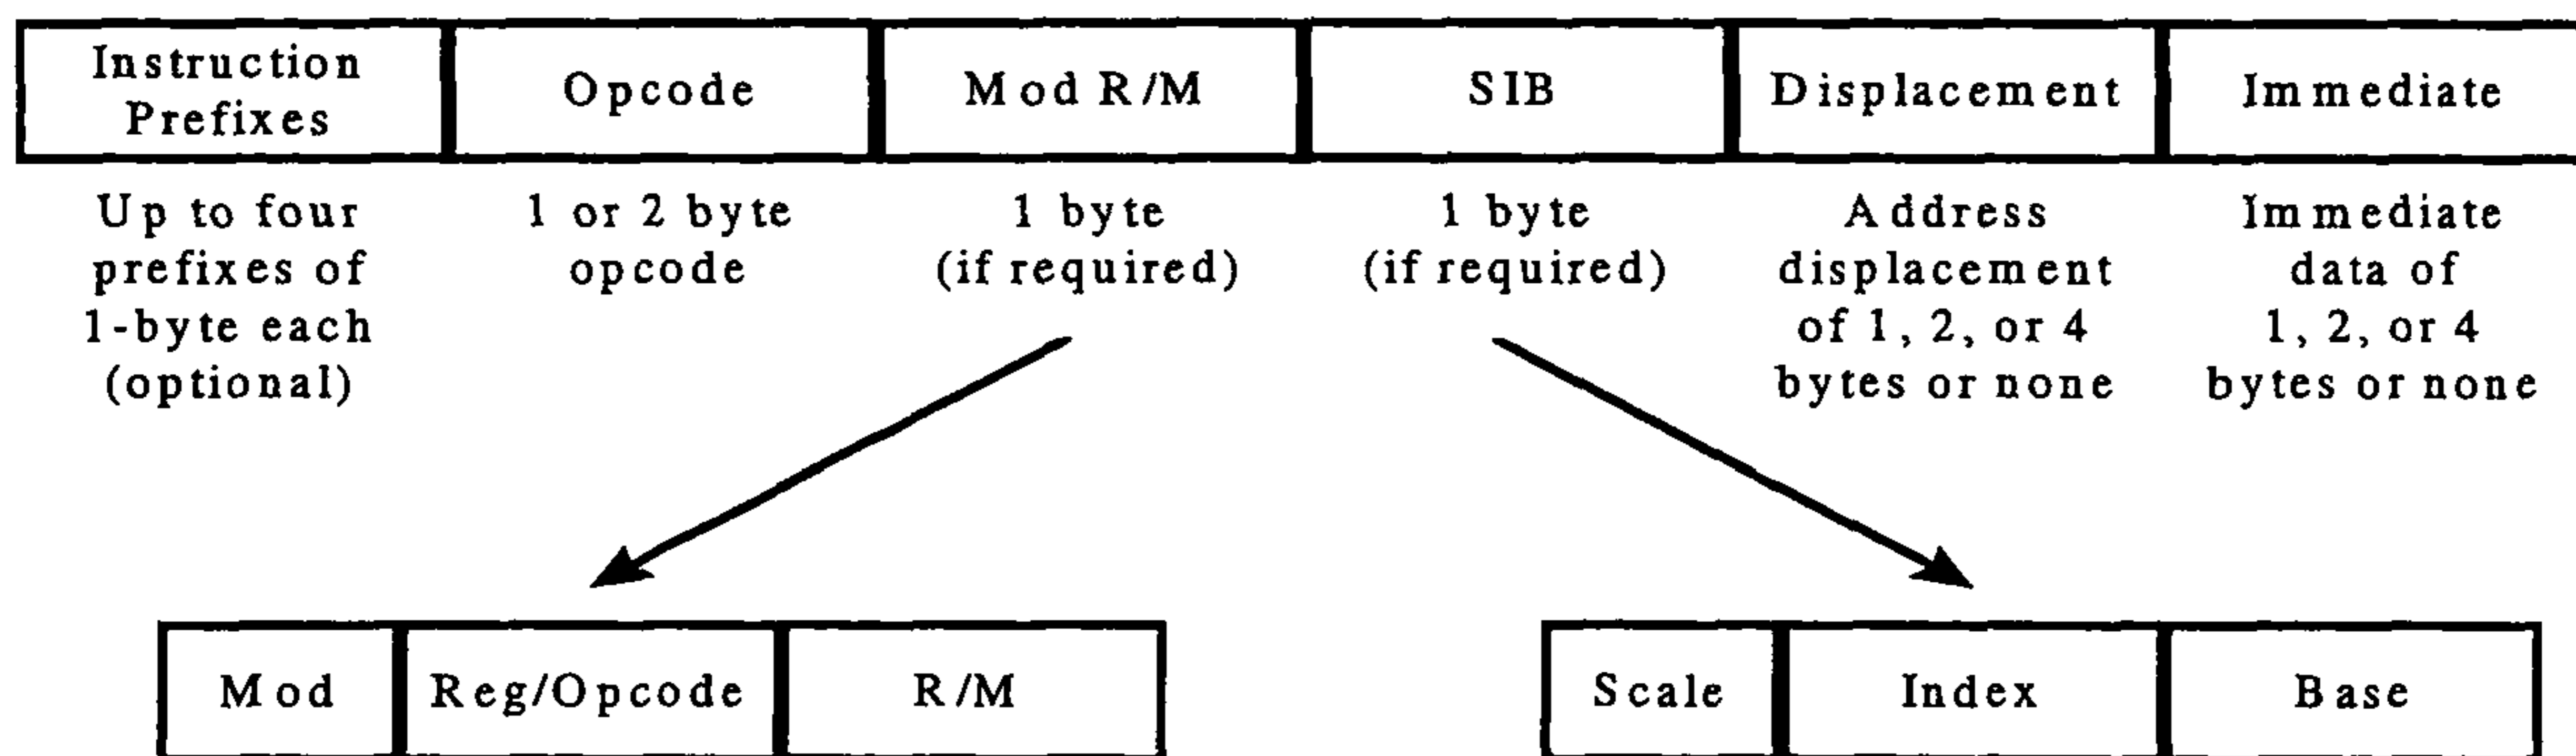 Instruction
Prefixes
Opcode
Mod R/M
SIB
Displacement
Immediate
Up to four
prefixes of
1-byte each
(optional)
1 or 2 byte
opcode
1 byte
(if required)
1 byte
(if required)
Address
displacement
of 1, 2, or 4
bytes or none
Immediate
data of
1, 2, or 4
bytes or none
Mod
Reg/Opcode
R/M
Scale
Index
Base